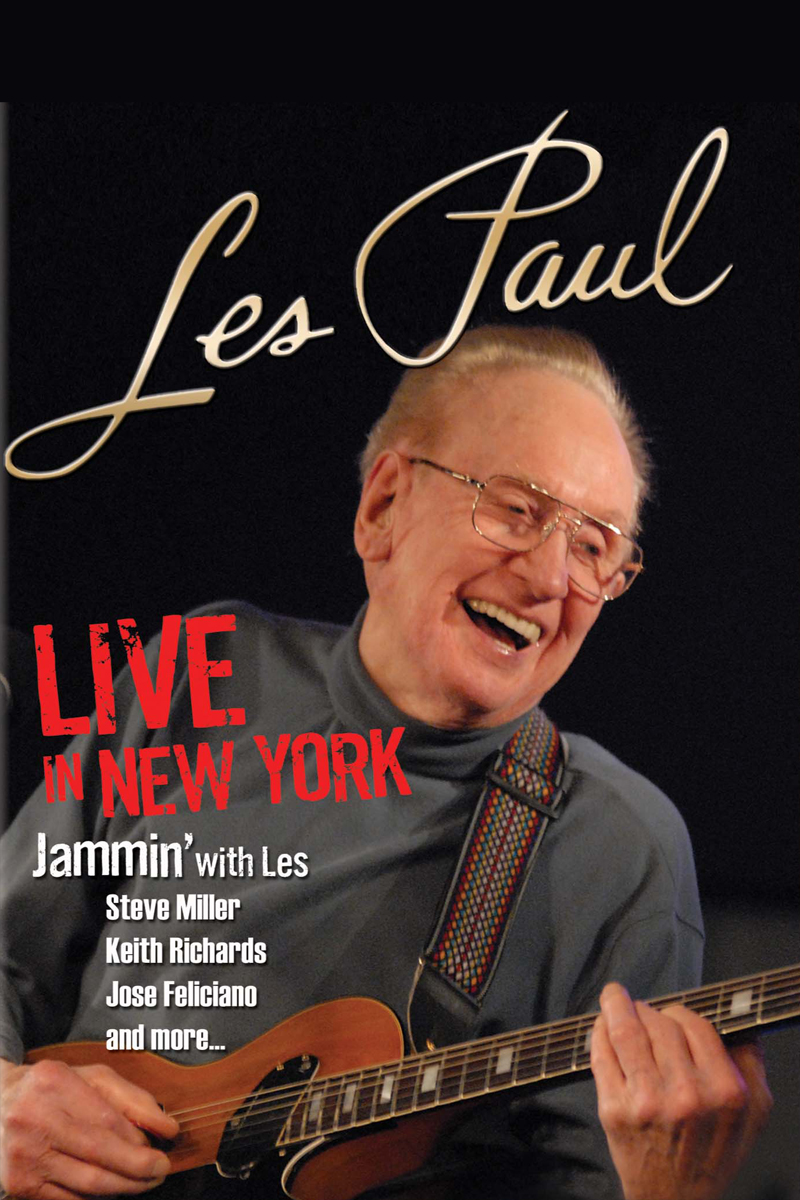 Les Paul
LIVE
IN NEW YORK
Jammin' with Les
Steve Miller
Keith Richards
Jose Feliciano
and more...